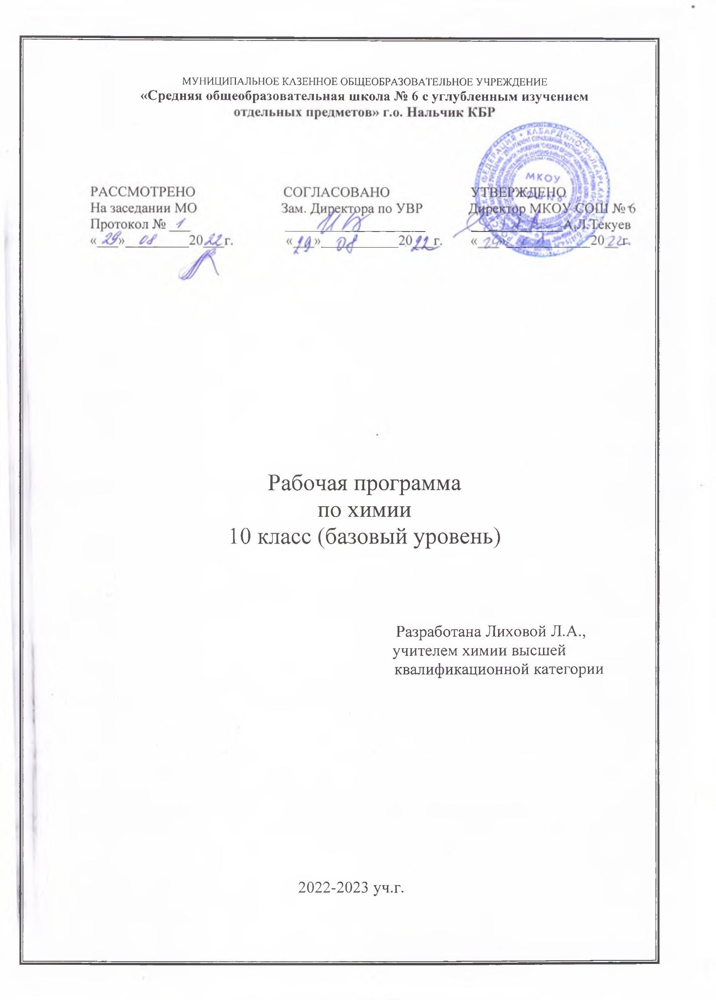 МУНИЦИПАЛЬНОЕ КАЗЕННОЕ ОБЩЕОБРАЗОВАТЕЛЬНОЕ УЧРЕЖДЕНИЕ
«Средняя общеобразовательная школа № 6 с углубленным изучением
отдельных предметов» г.о. Нальчик КБР
МКОУ
РАССМОТРЕНО СОГЛАСОВАНО УТВЕРЖДЕНО
На заседании МО Зам. Директора по УВР Директор МКОУ СОШ № 6
Протокол № 1 А.Л.Текуев
«29» 08 2022 г. «29» 08 2022 г. «29» 2022 г.
Рабочая программа
по химии
10 класс (базовый уровень)
Разработана Лиховой Л.А.,
учителем химии высшей
квалификационной категории
2022-2023 уч.г.